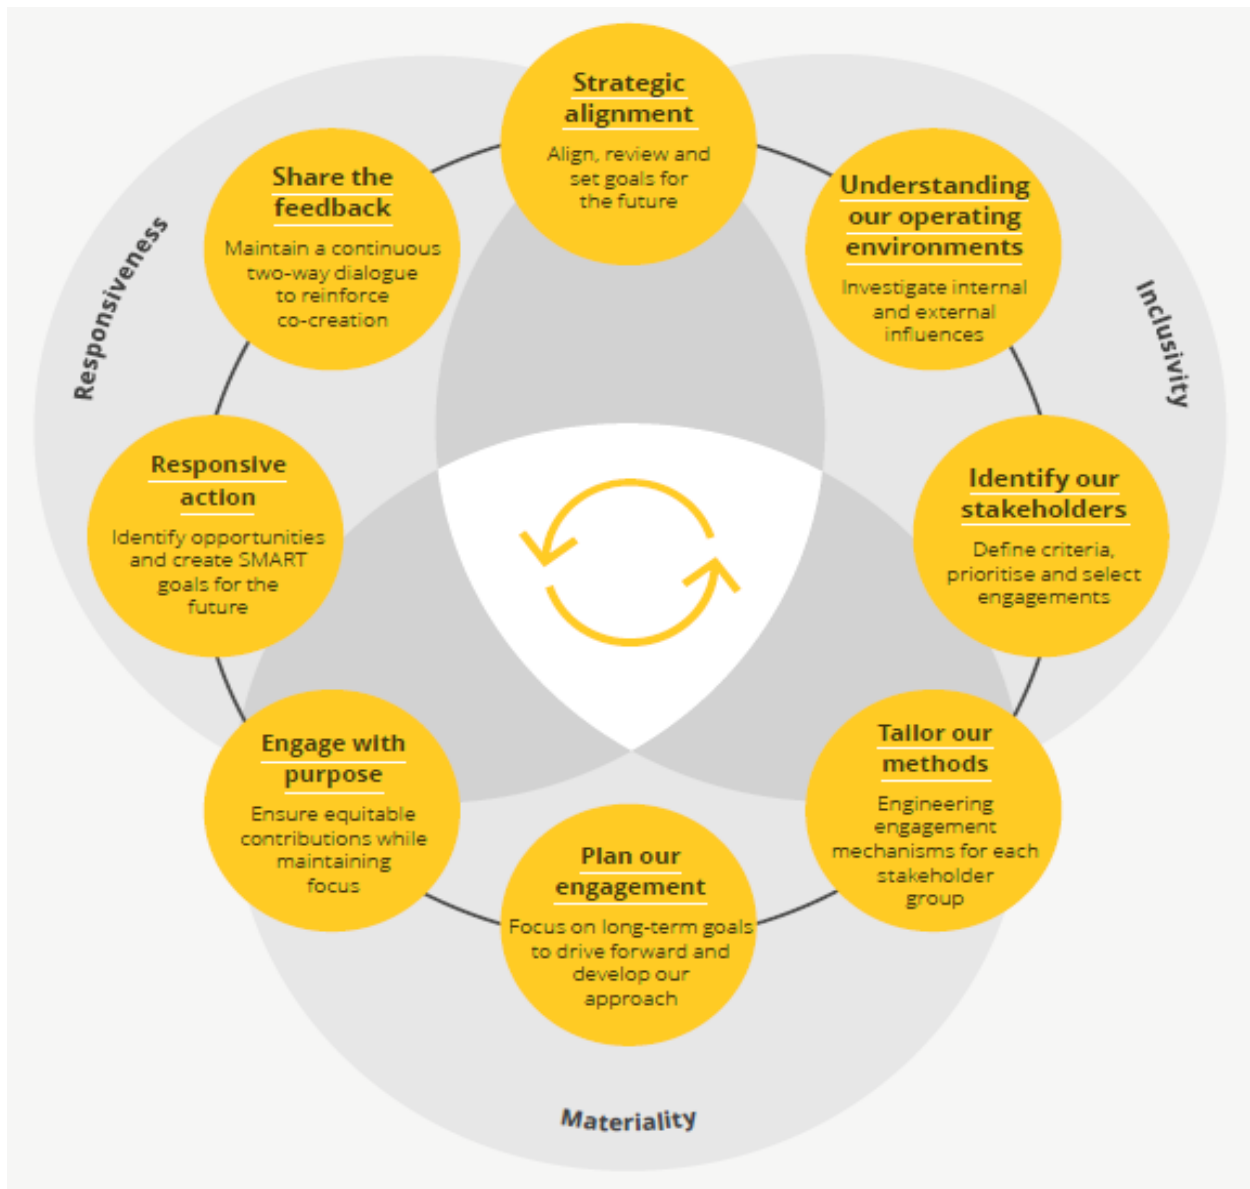 Strategic
alignment
Align, review and
set goals for
the future
Understanding
our operating
environments
Investigate internal
and external
influences
Inclusivity
Identify our
stakeholders
Define criteria,
prioritise and select
engagements
Tailor our
methods
Engineering
engagement
mechanisms for each
stakeholder
group
Plan our
engagement
Focus on long-term goals
to drive forward and
develop our
approach
Materiality
Engage with
purpose
Ensure equitable
contributions while
maintaining
focus
Responsive
action
Identify opportunities
and create SMART
goals for the
future
Responsiveness
Share the
feedback
Maintain a continuous
two-way dialogue
to reinforce
co-creation